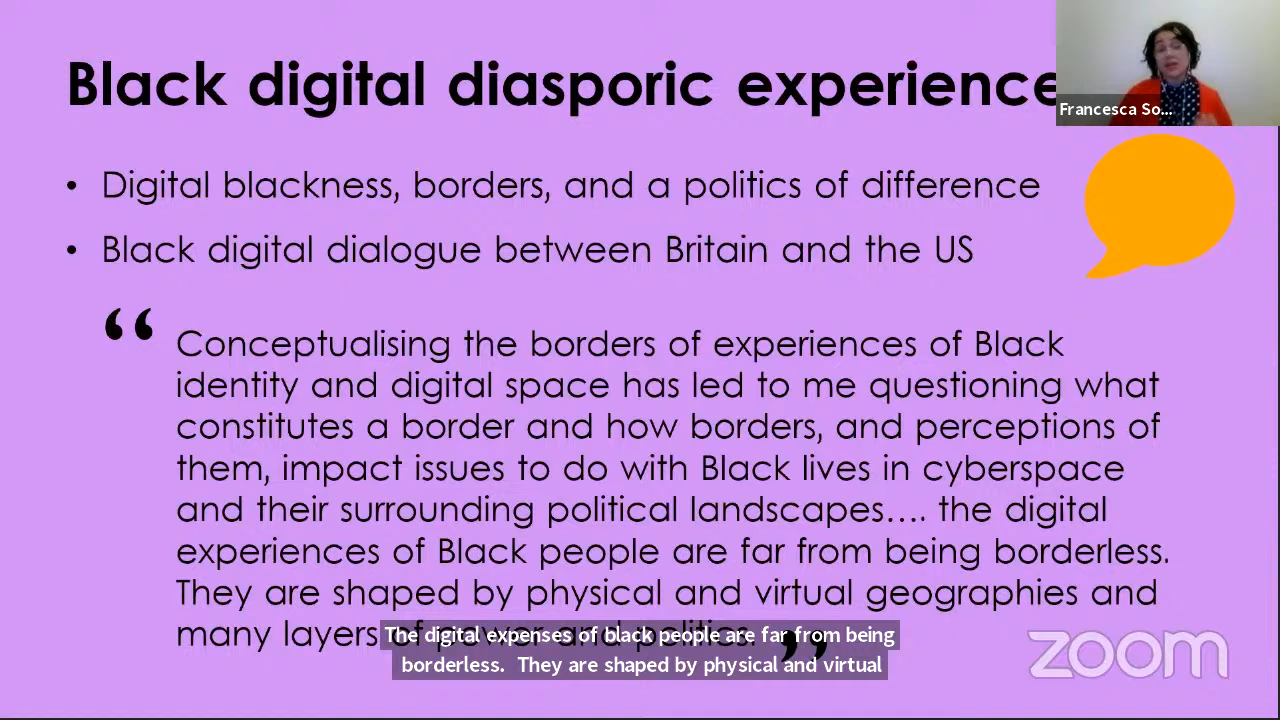 Black digital diasporic experience
Francesca So...
• Digital blackness, borders, and a politics of difference
• Black digital dialogue between Britain and the US
“ Conceptualising the borders of experiences of Black
identity and digital space has led to me questioning what
constitutes a border and how borders, and perceptions of
them, impact issues to do with Black lives in cyberspace
and their surrounding political landscapes…. the digital
experiences of Black people are far from being borderless.
They are shaped by physical and virtual geographies and
many layers of power and politics. ”
The digital expenses of black people are far from being
borderless. They are shaped by physical and virtual
zoom